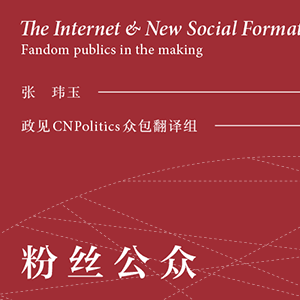 The Internet & New Social Format
Fandom publics in the making
张 玮玉
政见CNPolitics众包翻译组
粉丝公众